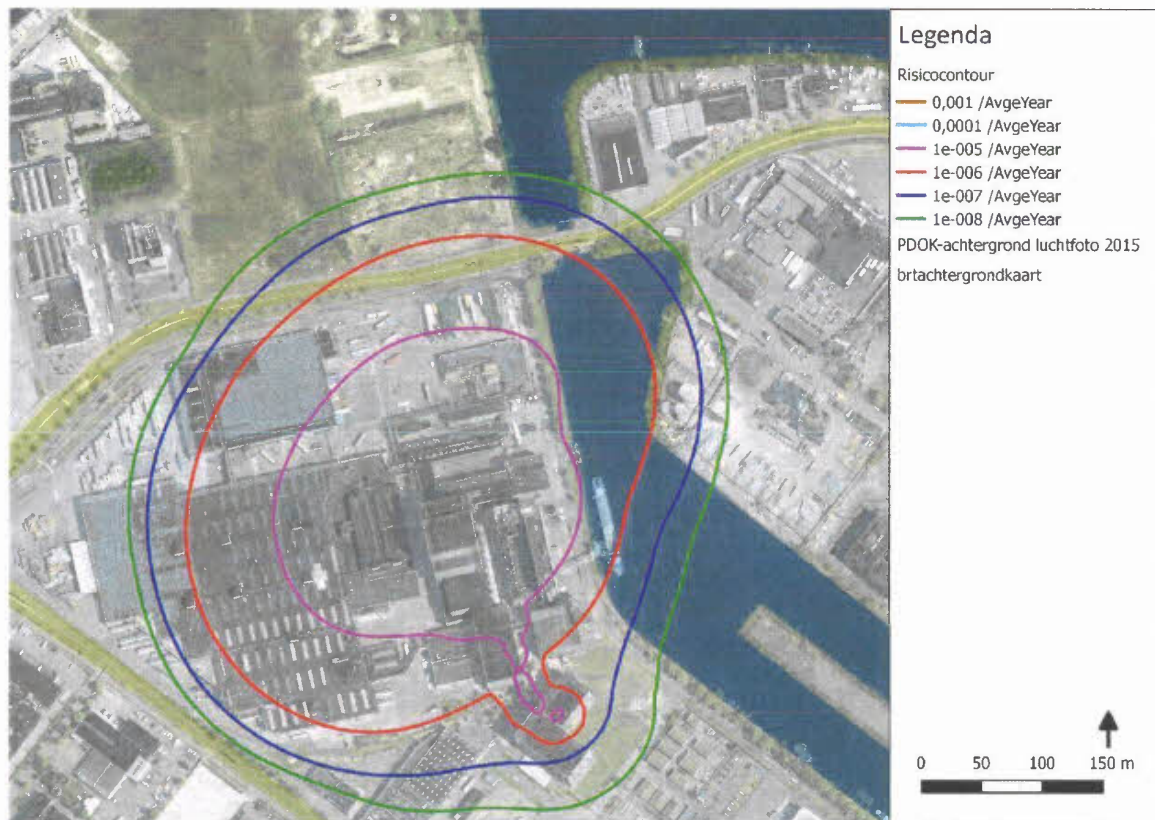 Legenda
Risicocontour
0,001 /AvgeYear
0,0001 /AvgeYear
1e-005 /AvgeYear
1e-006 /AvgeYear
1e-007 /AvgeYear
1e-008 /AvgeYear
PDOK-achtergrond luchtfoto 2015
brtachtergrondkaart
0 50 100 150 m